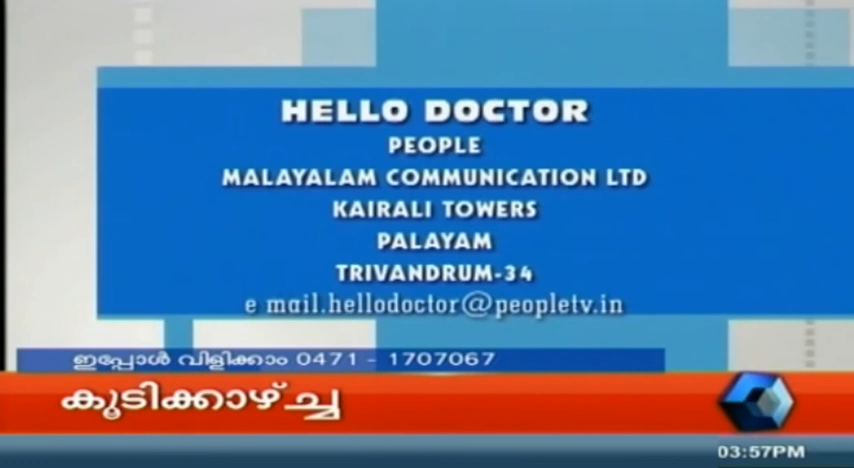 HELLO DOCTOR
PEOPLE
MALAYALAM COMMUNICATION LTD
KAIRALI TOWERS
PALAYAM
TRIVANDRUM-34
e mail.hellodoctor@peopletv.in
ഇപ്പോൾ വിളിക്കാം 0471 - 1707067
കൂടിക്കാഴ്ച്ച
03:57PM